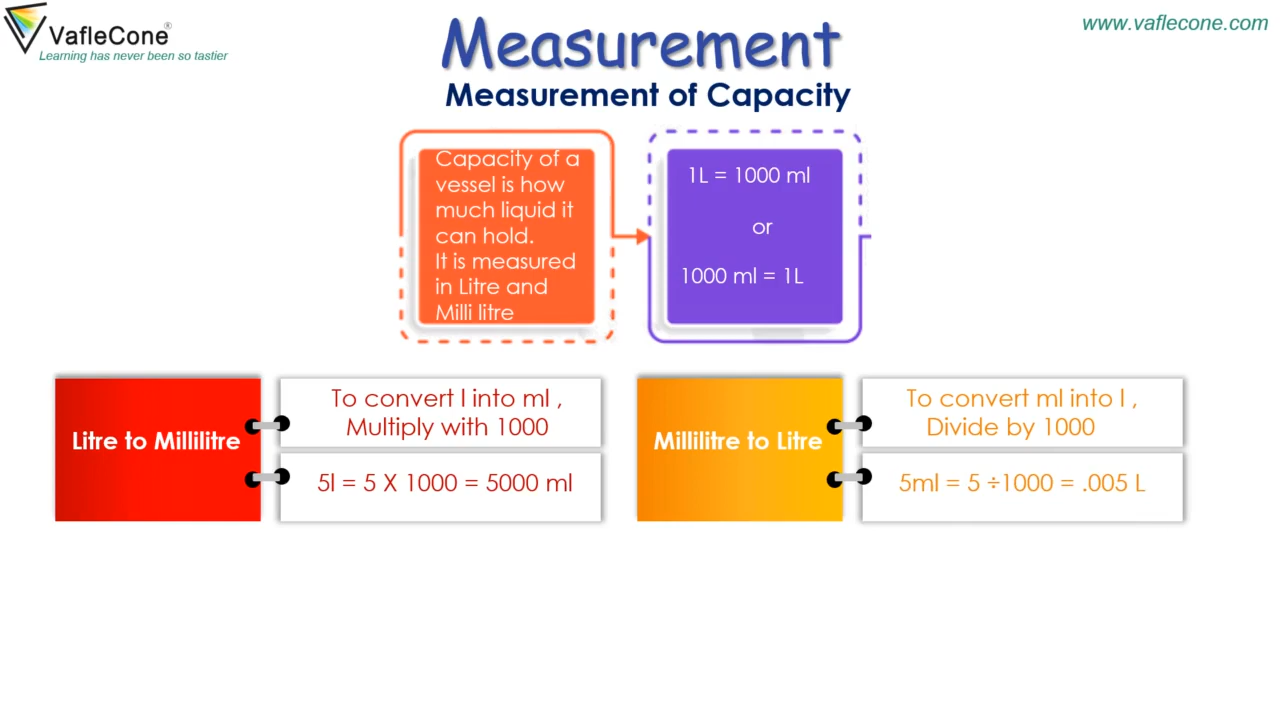 VafleCone®
Learning has never been so tastier
www.vaflecone.com
Measurement
Measurement of Capacity
Capacity of a
vessel is how
much liquid it
can hold.
It is measured
in Litre and
Milli litre
1L = 1000 ml
or
1000 ml = 1L
Litre to Millilitre
To convert l into ml ,
Multiply with 1000
5l = 5 X 1000 = 5000 ml
Millilitre to Litre
To convert ml into l ,
Divide by 1000
5ml = 5 ÷1000 = .005 L